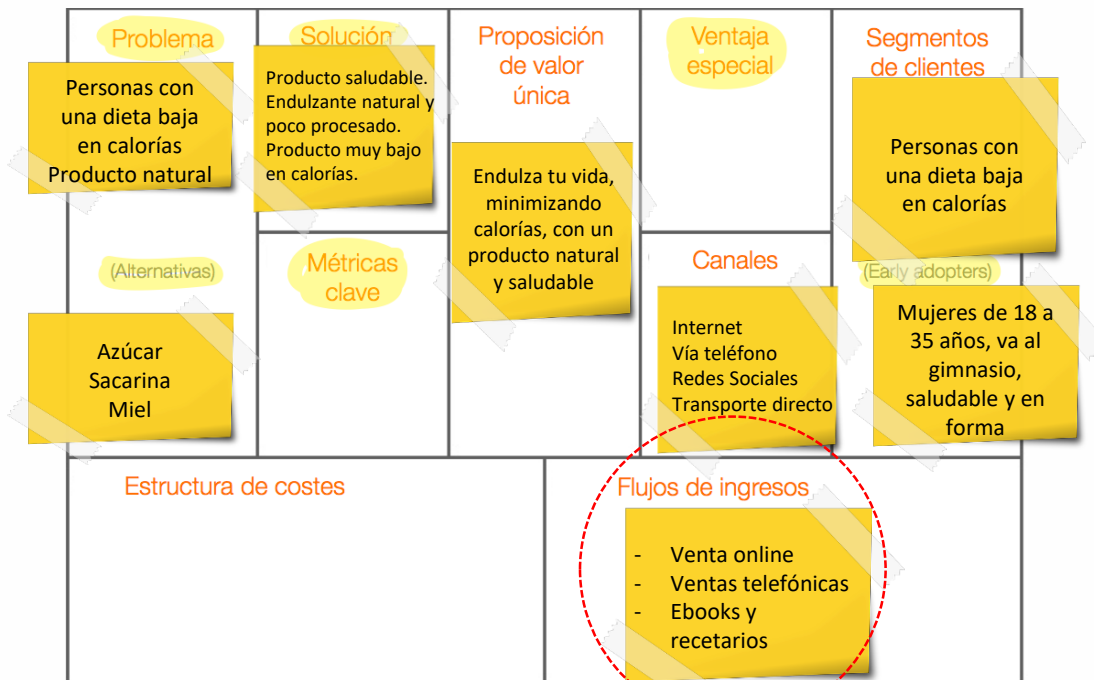 Problema
Personas con
una dieta baja
en calorías
Producto natural
(Alternativas)
Azúcar
Sacarina
Miel
Solución
Producto saludable.
Endulzante natural y
poco procesado.
Producto muy bajo
en calorías.
Métricas
clave
Proposición
de valor
única
Endulza tu vida,
minimizando
calorías, con un
producto natural
y saludable
Ventaja
especial
Canales
Internet
Vía teléfono
Redes Sociales
Transporte directo
Segmentos
de clientes
Personas con
una dieta baja
en calorías
(Early adopters)
Mujeres de 18 a
35 años, va al
gimnasio,
saludable y en
forma
Estructura de costes
Flujos de ingresos
- Venta online
- Ventas telefónicas
- Ebooks y
recetarios